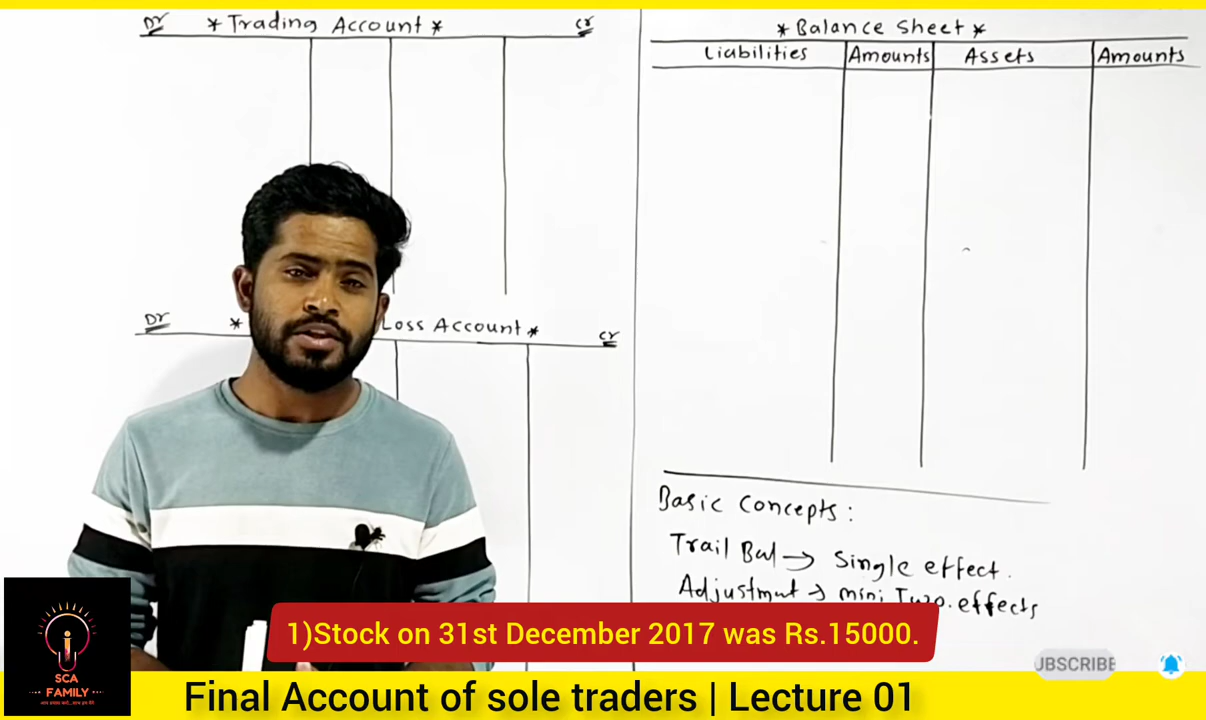 Dr * Trading Account * Cr
Dr * Loss Account * Cr
* Balance Sheet *
Liabilities Amounts Assets Amounts
Basic Concepts:
Trail Bal → Single effect.
Adjustmut → mini Two effects
1)Stock on 31st December 2017 was Rs.15000.
SCA
FAMILY
UBSCRIBE
Final Account of sole traders | Lecture 01